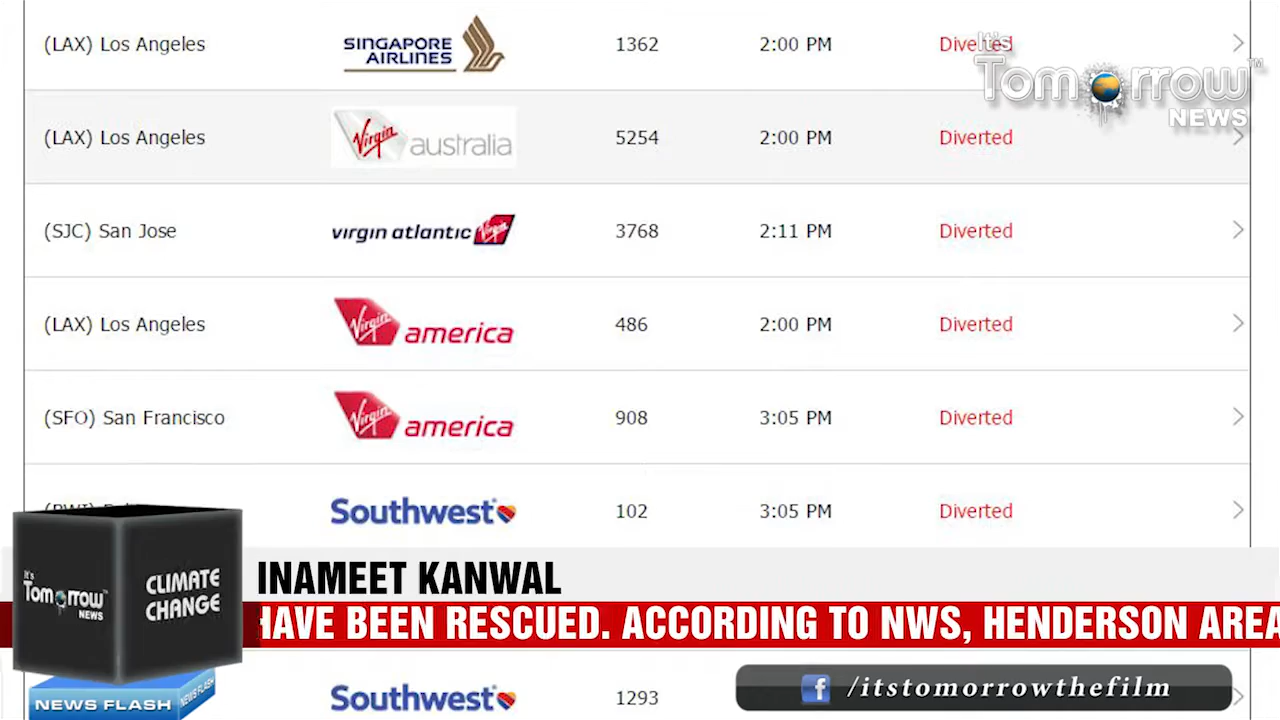 (LAX) Los Angeles SINGAPORE AIRLINES 1362 2:00 PM Diverted
It's Tomorrow™ NEWS
(LAX) Los Angeles Virgin australia 5254 2:00 PM Diverted
(SJC) San Jose virgin atlantic Virgin 3768 2:11 PM Diverted
(LAX) Los Angeles Virgin america 486 2:00 PM Diverted
(SFO) San Francisco Virgin america 908 3:05 PM Diverted
Southwest 102 3:05 PM Diverted
It's Tomorrow NEWS
CLIMATE CHANGE
INAMEET KANWAL
HAVE BEEN RESCUED. ACCORDING TO NWS, HENDERSON AREA
NEWS FLASH NEWS FLASH
Southwest 1293
f /itstomorrowthefilm